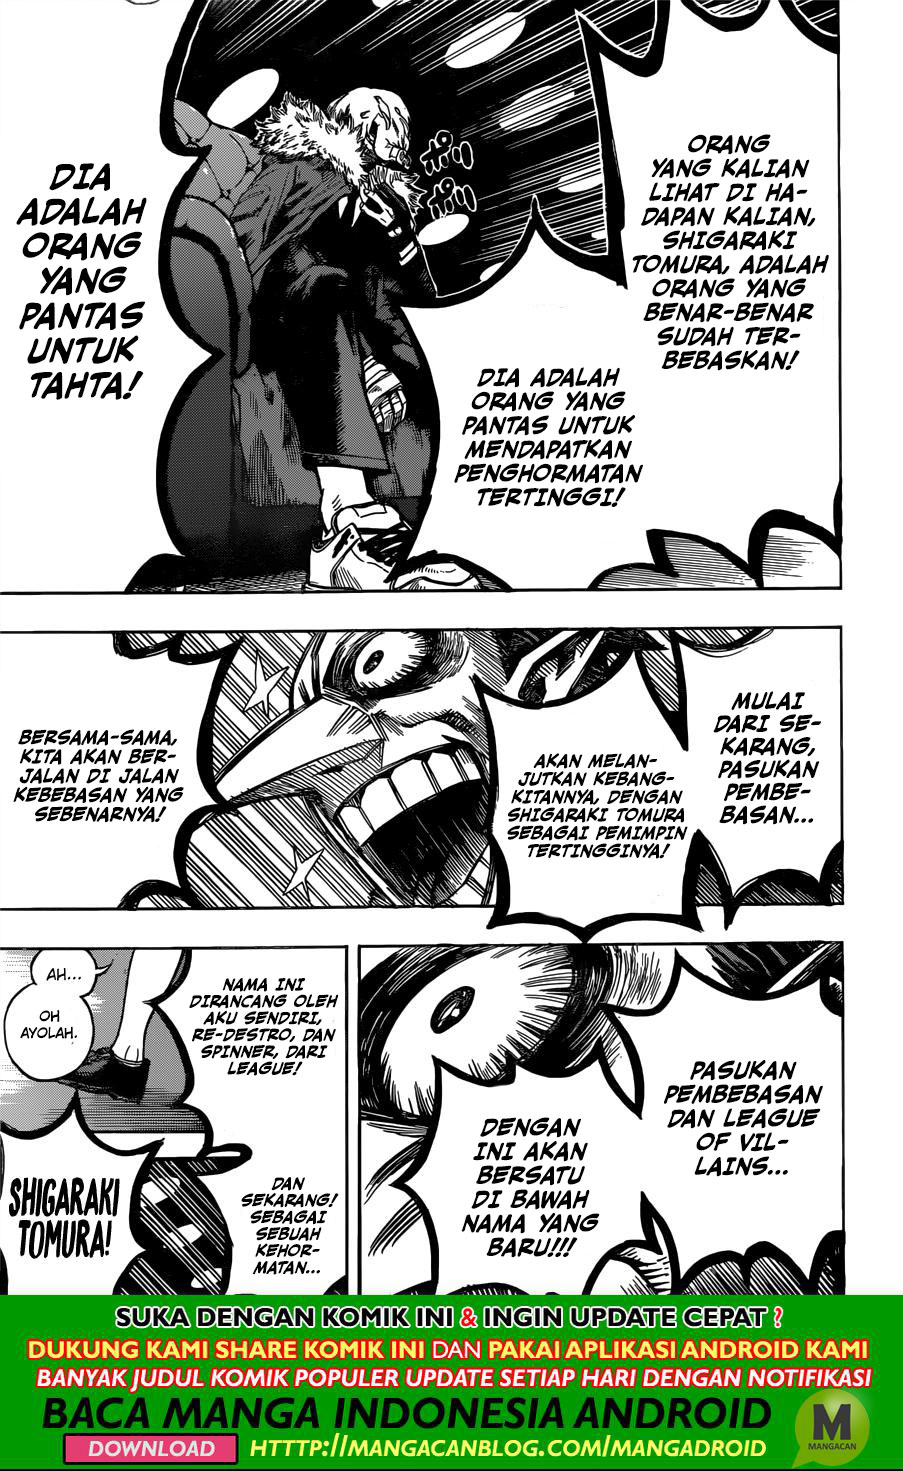 ORANG
YANG KALIAN
LIHAT DI HA-
DAPAN KALIAN,
SHIGARAKI
TOMURA, ADALAH
ORANG YANG
BENAR-BENAR
SUDAH TER-
BEBASKAN!
DIA ADALAH
ORANG YANG
PANTAS UNTUK
MENDAPATKAN
PENGHORMATAN
TERTINGGI!
ポリ
ポリ
DIA
ADALAH
ORANG
YANG
PANTAS
UNTUK
TAHTA!
MULAI
DARI SE-
KARANG,
PASUKAN
PEMBE-
BASAN...
AKAN MELAN-
JUTKAN KEBANG-
KITANNYA, DENGAN
SHIGARAKI TOMURA
SEBAGAI PEMIMPIN
TERTINGGINYA!
BERSAMA-SAMA,
KITA AKAN BER-
JALAN DI JALAN
KEBEBASAN YANG
SEBENARNYA!
PASUKAN
PEMBEBASAN
DAN LEAGUE
OF VIL-
LAINS...
DENGAN
INI AKAN
BERSATU
DI BAWAH
NAMA YANG
BARU!!!
NAMA INI
DIRANCANG OLEH
AKU SENDIRI,
RE-DESTRO, DAN
SPINNER, DARI
LEAGUE!
AH...
OH
AYOLAH.
DAN
SEKARANG!
SEBAGAI
SEBUAH
KEHOR-
MATAN...
SHIGARAKI
TOMURA!
SUKA DENGAN KOMIK INI & INGIN UPDATE CEPAT ?
DUKUNG KAMI SHARE KOMIK INI DAN PAKAI APLIKASI ANDROID KAMI
BANYAK JUDUL KOMIK POPULER UPDATE SETIAP HARI DENGAN NOTIFIKASI
BACA MANGA INDONESIA ANDROID
DOWNLOAD HTTTP://MANGACANBLOG.COM/MANGADROID
M
MANGACAN